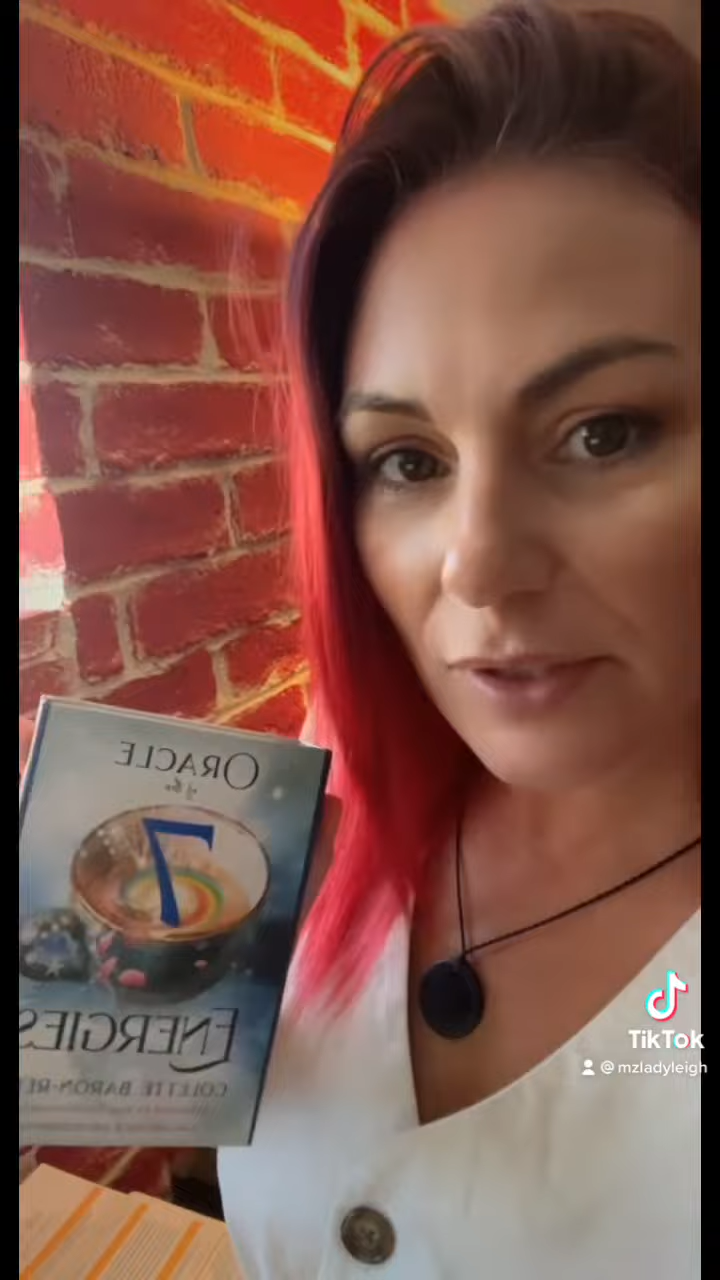 ORACLE
of the
7
ENERGIES
COLETTE BARON-RE
TikTok
@mzladyleigh